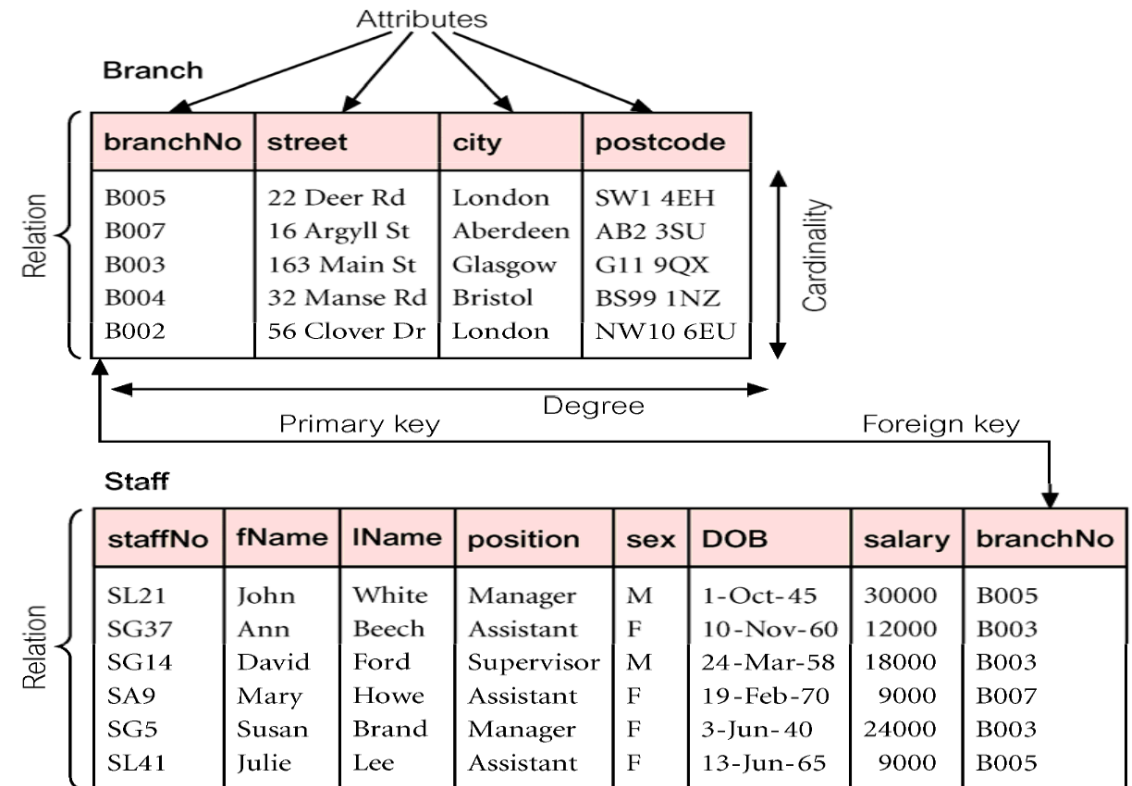 Attributes
Branch
branchNo street city postcode
B005 22 Deer Rd London SW1 4EH
B007 16 Argyll St Aberdeen AB2 3SU
B003 163 Main St Glasgow G11 9QX
B004 32 Manse Rd Bristol BS99 1NZ
B002 56 Clover Dr London NW10 6EU
Relation
Cardinality
Degree
Primary key
Foreign key
Staff
staffNo fName lName position sex DOB salary branchNo
SL21 John White Manager M 1-Oct-45 30000 B005
SG37 Ann Beech Assistant F 10-Nov-60 12000 B003
SG14 David Ford Supervisor M 24-Mar-58 18000 B003
SA9 Mary Howe Assistant F 19-Feb-70 9000 B007
SG5 Susan Brand Manager F 3-Jun-40 24000 B003
SL41 Julie Lee Assistant F 13-Jun-65 9000 B005
Relation